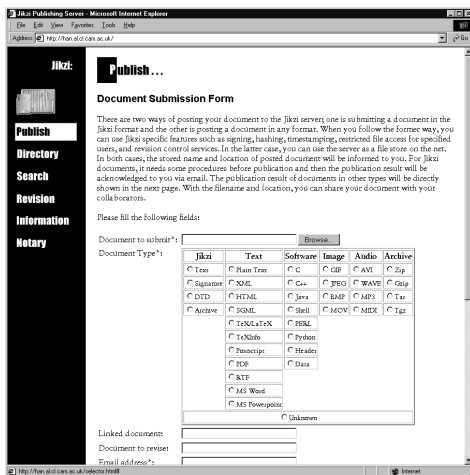 Jikzi Publishing Server - Microsoft Internet Explorer
File Edit View Favorites Tools Help
Address http://han.al.cl.cam.ac.uk/ Go
Jikzi:
Publish
Directory
Search
Revision
Information
Notary
Publish...
Document Submission Form
There are two ways of posting your document to the Jikzi server; one is submitting a document in the
Jikzi format and the other is posting a document in any format. When you follow the former way, you
can use Jikzi specific features such as signing, hashing, timestamping, restricted file access for specified
users, and revision control services. In the latter case, you can use the server as a file store on the net.
In both cases, the stored name and location of posted document will be informed to you. For Jikzi
documents, it needs some procedures before publication and then the publication result will be
acknowledged to you via email. The publication result of documents in other types will be directly
shown in the next page. With the filename and location, you can share your document with your
collaborators.
Please fill the following fields:
Document to submit*: Browse...
Document Type*:
Jikzi Text Software Image Audio Archive
Text Plain Text C GIF AVI Zip
Signature XML C++ JPEG WAVE Gzip
DTD HTML Java BMP MP3 Tar
Archive SGML Shell MOV MIDI Tgz
TeX/LaTeX PERL
TeXInfo Python
Postscript Header
PDF Data
RTF
MS Word
MS Powerpoint
Unknown
Linked document:
Document to revise:
Email address*:
http://han.al.cl.cam.ac.uk/selector.html# Internet